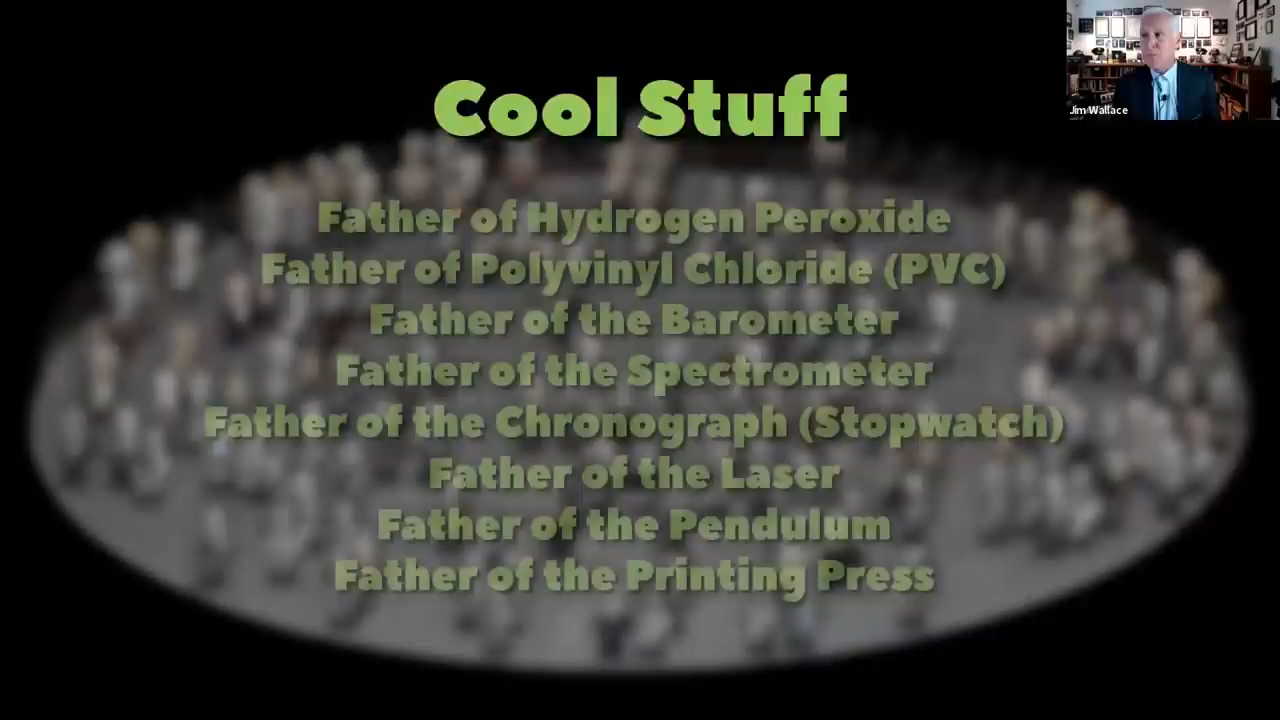 Cool Stuff
Jim Wallace
Father of Hydrogen Peroxide
Father of Polyvinyl Chloride (PVC)
Father of the Barometer
Father of the Spectrometer
Father of the Chronograph (Stopwatch)
Father of the Laser
Father of the Pendulum
Father of the Printing Press